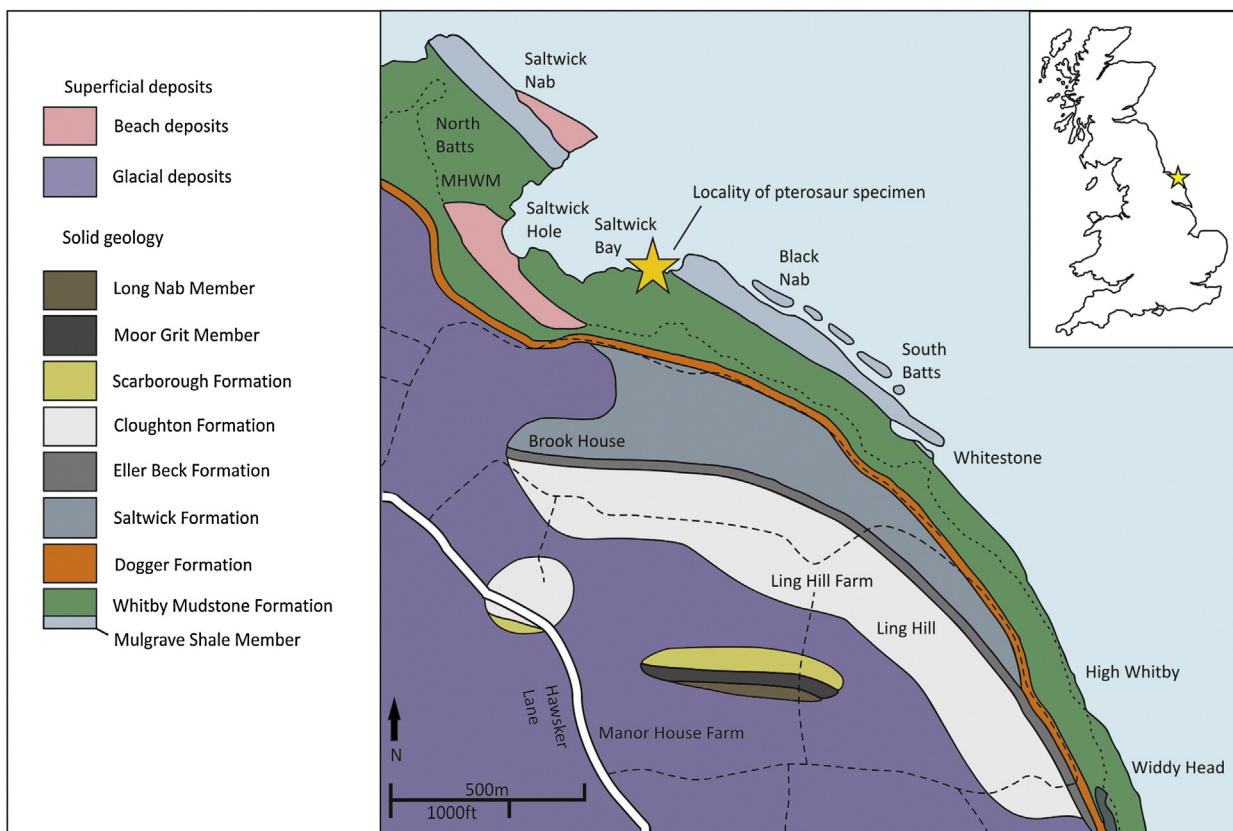 Superficial deposits
Beach deposits
Glacial deposits
Solid geology
Long Nab Member
Moor Grit Member
Scarborough Formation
Cloughton Formation
Eller Beck Formation
Saltwick Formation
Dogger Formation
Whitby Mudstone Formation
Mulgrave Shale Member
Saltwick
Nab
North
Batts
MHWM
Saltwick
Hole
Saltwick
Bay
Locality of pterosaur specimen
Black
Nab
South
Batts
Whitestone
Brook House
Ling Hill Farm
Ling Hill
High Whitby
Hawsker
Lane
Manor House Farm
Widdy Head
N
500m
1000ft